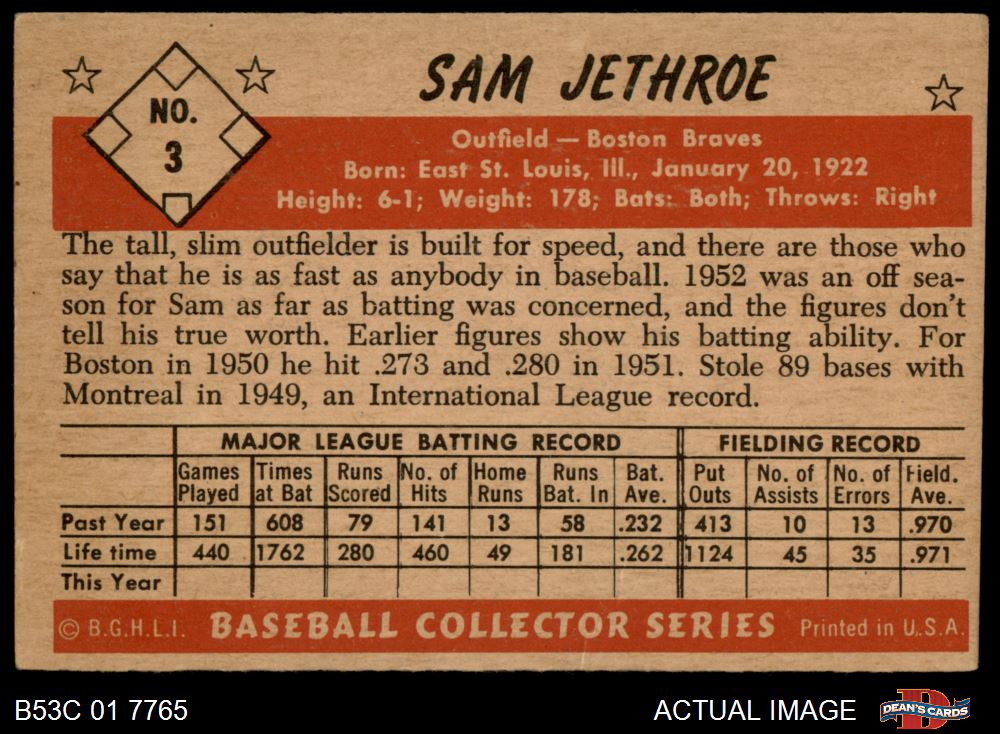 NO.
3
SAM JETHROE
Outfield — Boston Braves
Born: East St. Louis, Ill., January 20, 1922
Height: 6-1; Weight: 178; Bats: Both; Throws: Right
The tall, slim outfielder is built for speed, and there are those who
say that he is as fast as anybody in baseball. 1952 was an off sea-
son for Sam as far as batting was concerned, and the figures don't
tell his true worth. Earlier figures show his batting ability. For
Boston in 1950 he hit .273 and .280 in 1951. Stole 89 bases with
Montreal in 1949, an International League record.
MAJOR LEAGUE BATTING RECORD FIELDING RECORD
Games Times Runs No. of Home Runs Bat. Put No. of No. of Field.
Played at Bat Scored Hits Runs Bat. In Ave. Outs Assists Errors Ave.
Past Year 151 608 79 141 13 58 .232 413 10 13 .970
Life time 440 1762 280 460 49 181 .262 1124 45 35 .971
This Year
© B.G.H.L.I. BASEBALL COLLECTOR SERIES Printed in U.S.A.
B53C 01 7765 ACTUAL IMAGE D DEAN'S CARDS